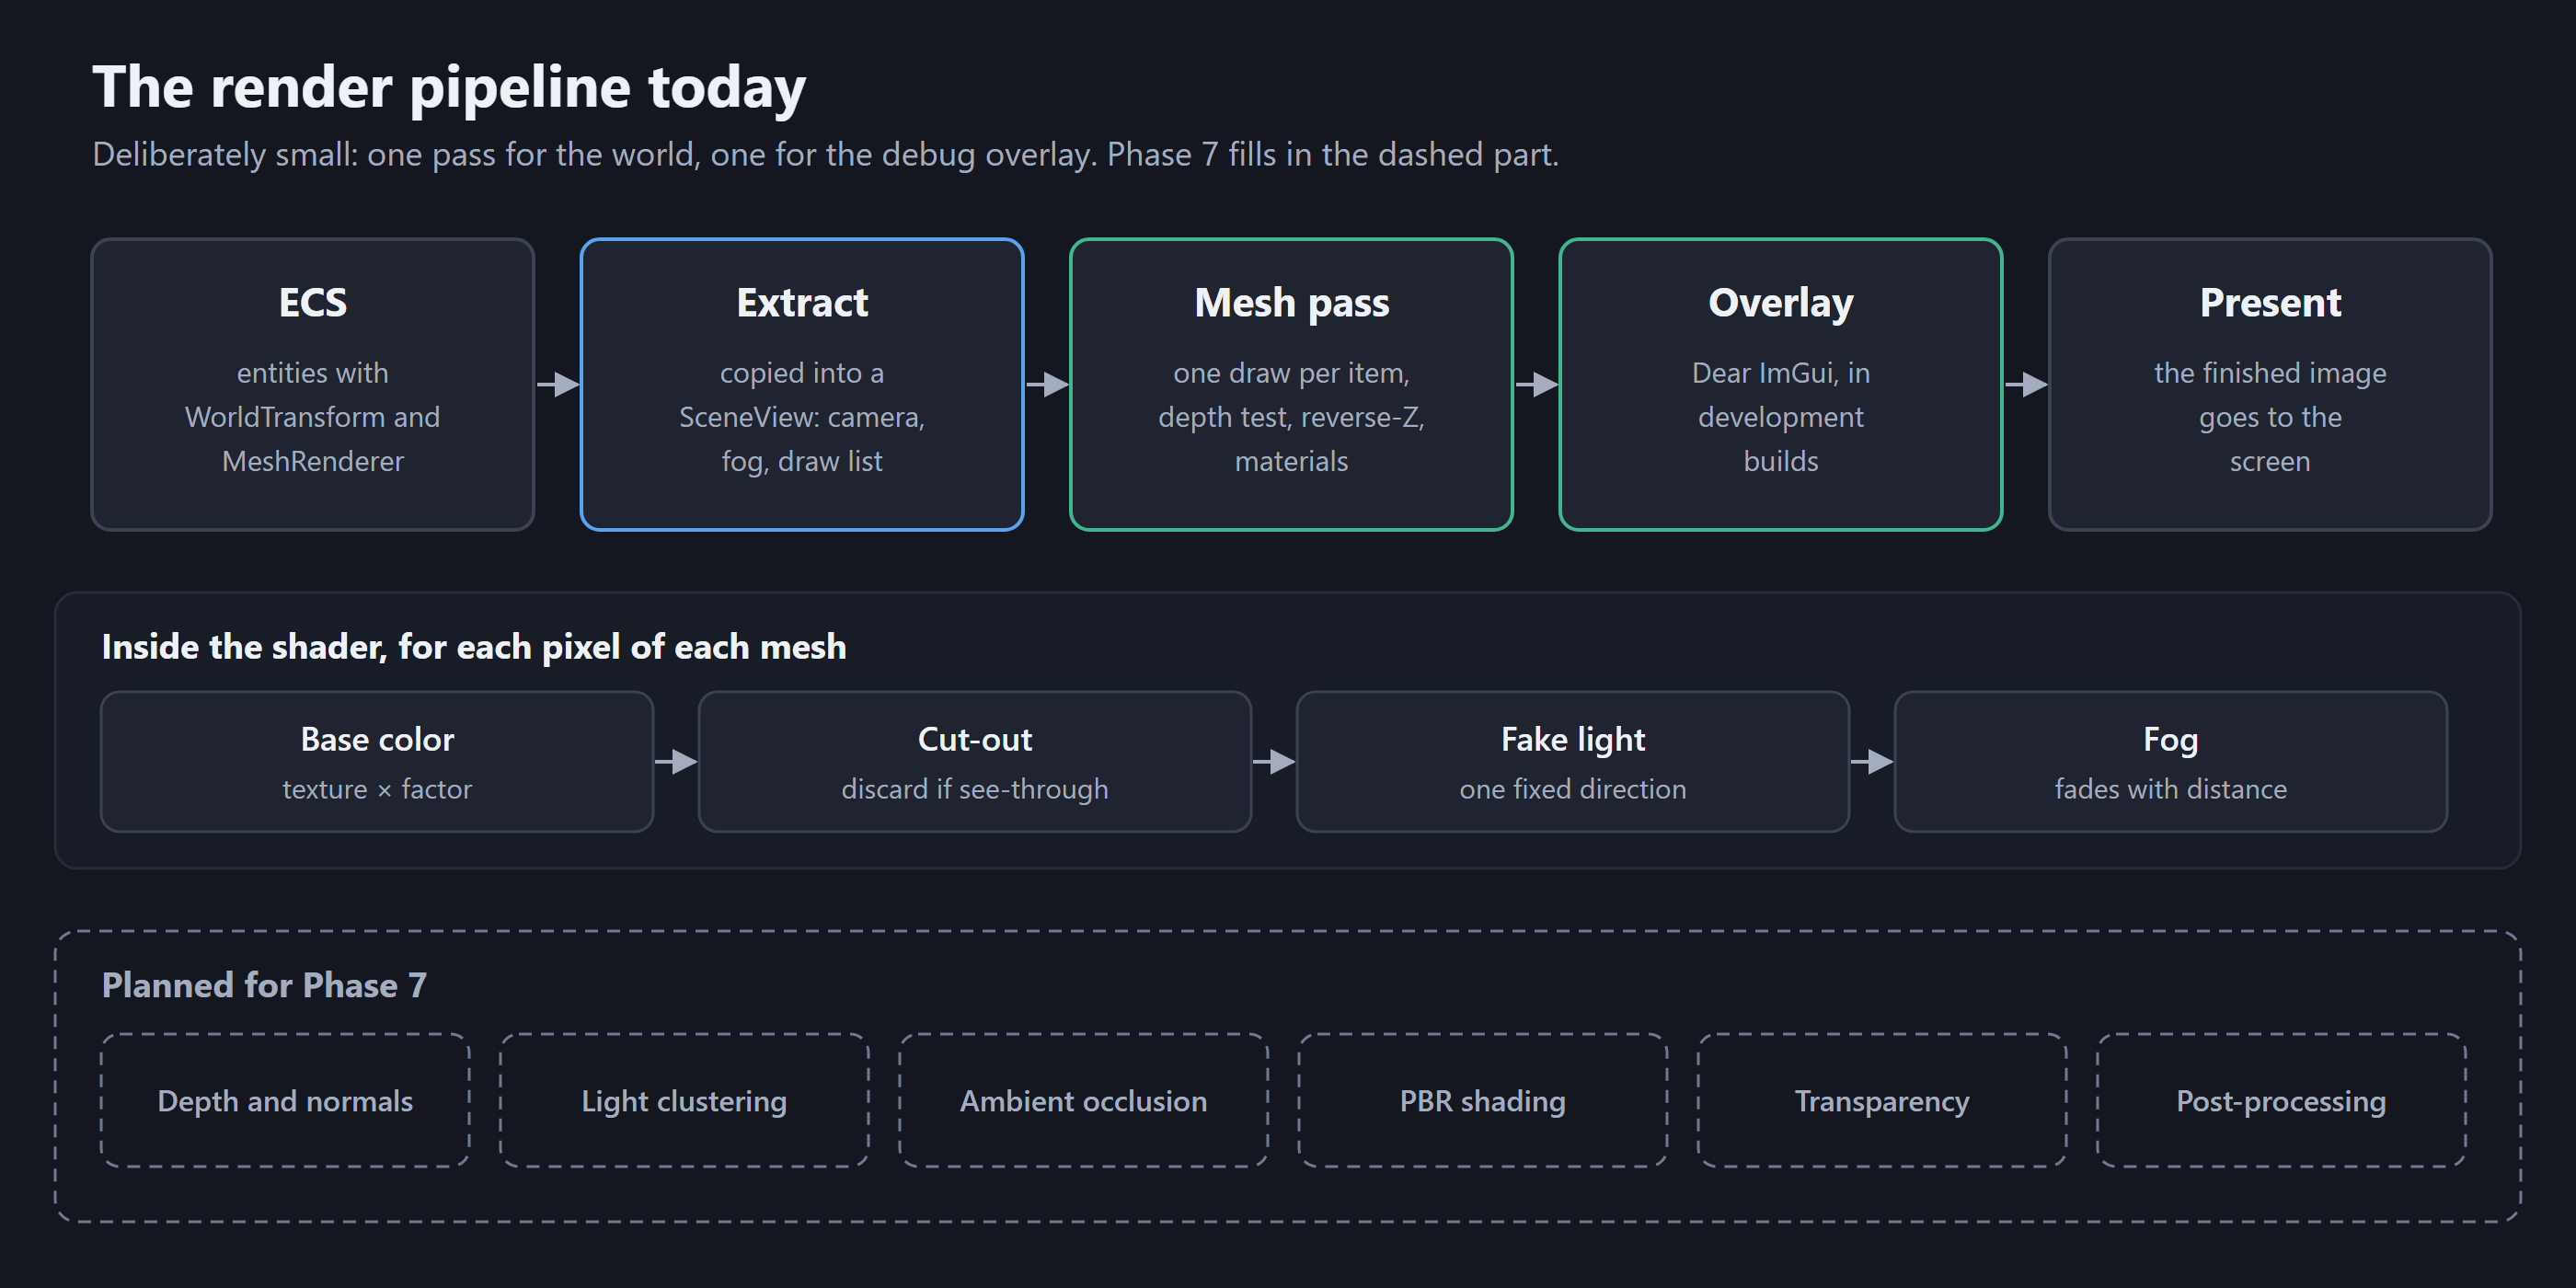 The render pipeline today
Deliberately small: one pass for the world, one for the debug overlay. Phase 7 fills in the dashed part.
ECS
entities with
WorldTransform and
MeshRenderer
Extract
copied into a
SceneView: camera,
fog, draw list
Mesh pass
one draw per item,
depth test, reverse-Z,
materials
Overlay
Dear ImGui, in
development
builds
Present
the finished image
goes to the
screen
Inside the shader, for each pixel of each mesh
Base color
texture × factor
Cut-out
discard if see-through
Fake light
one fixed direction
Fog
fades with distance
Planned for Phase 7
Depth and normals
Light clustering
Ambient occlusion
PBR shading
Transparency
Post-processing